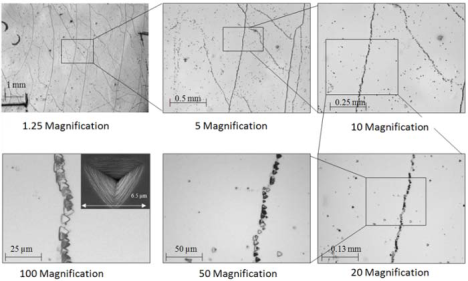 1 mm
0.5 mm
0.25 mm
1.25 Magnification
5 Magnification
10 Magnification
0.5 µm
25 µm
50 µm
0.13 mm
100 Magnification
50 Magnification
20 Magnification